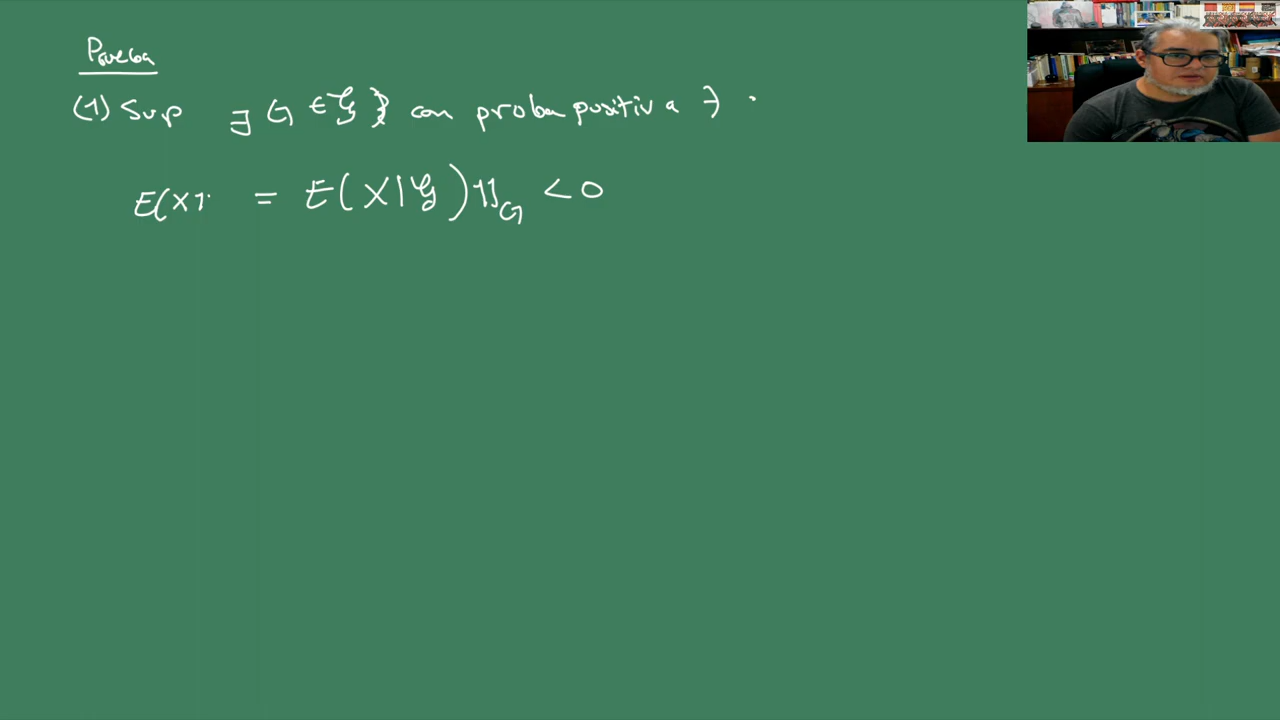 Prueba
(1) Sup ∃ G ∈ 𝒢 } con proba positiva ∋ ·
E(X1 = E(X|𝒢)𝟙_G < 0